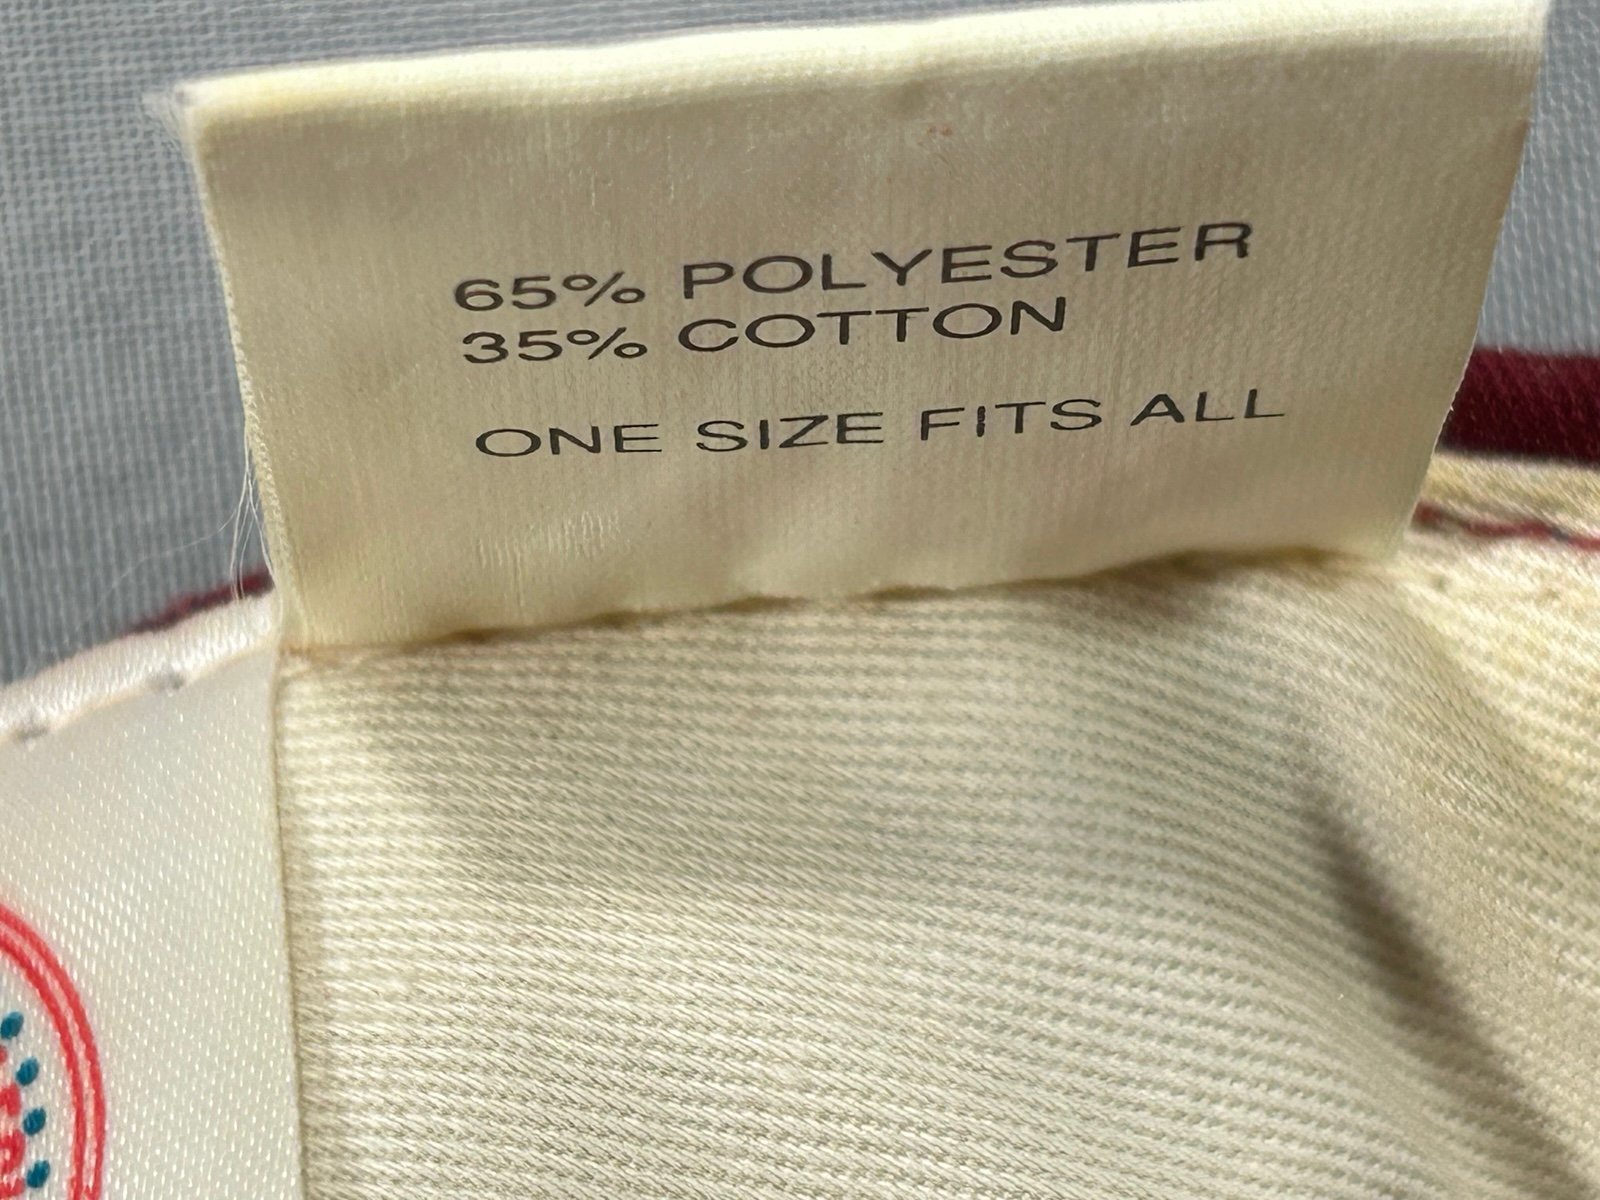 65% POLYESTER
35% COTTON
ONE SIZE FITS ALL